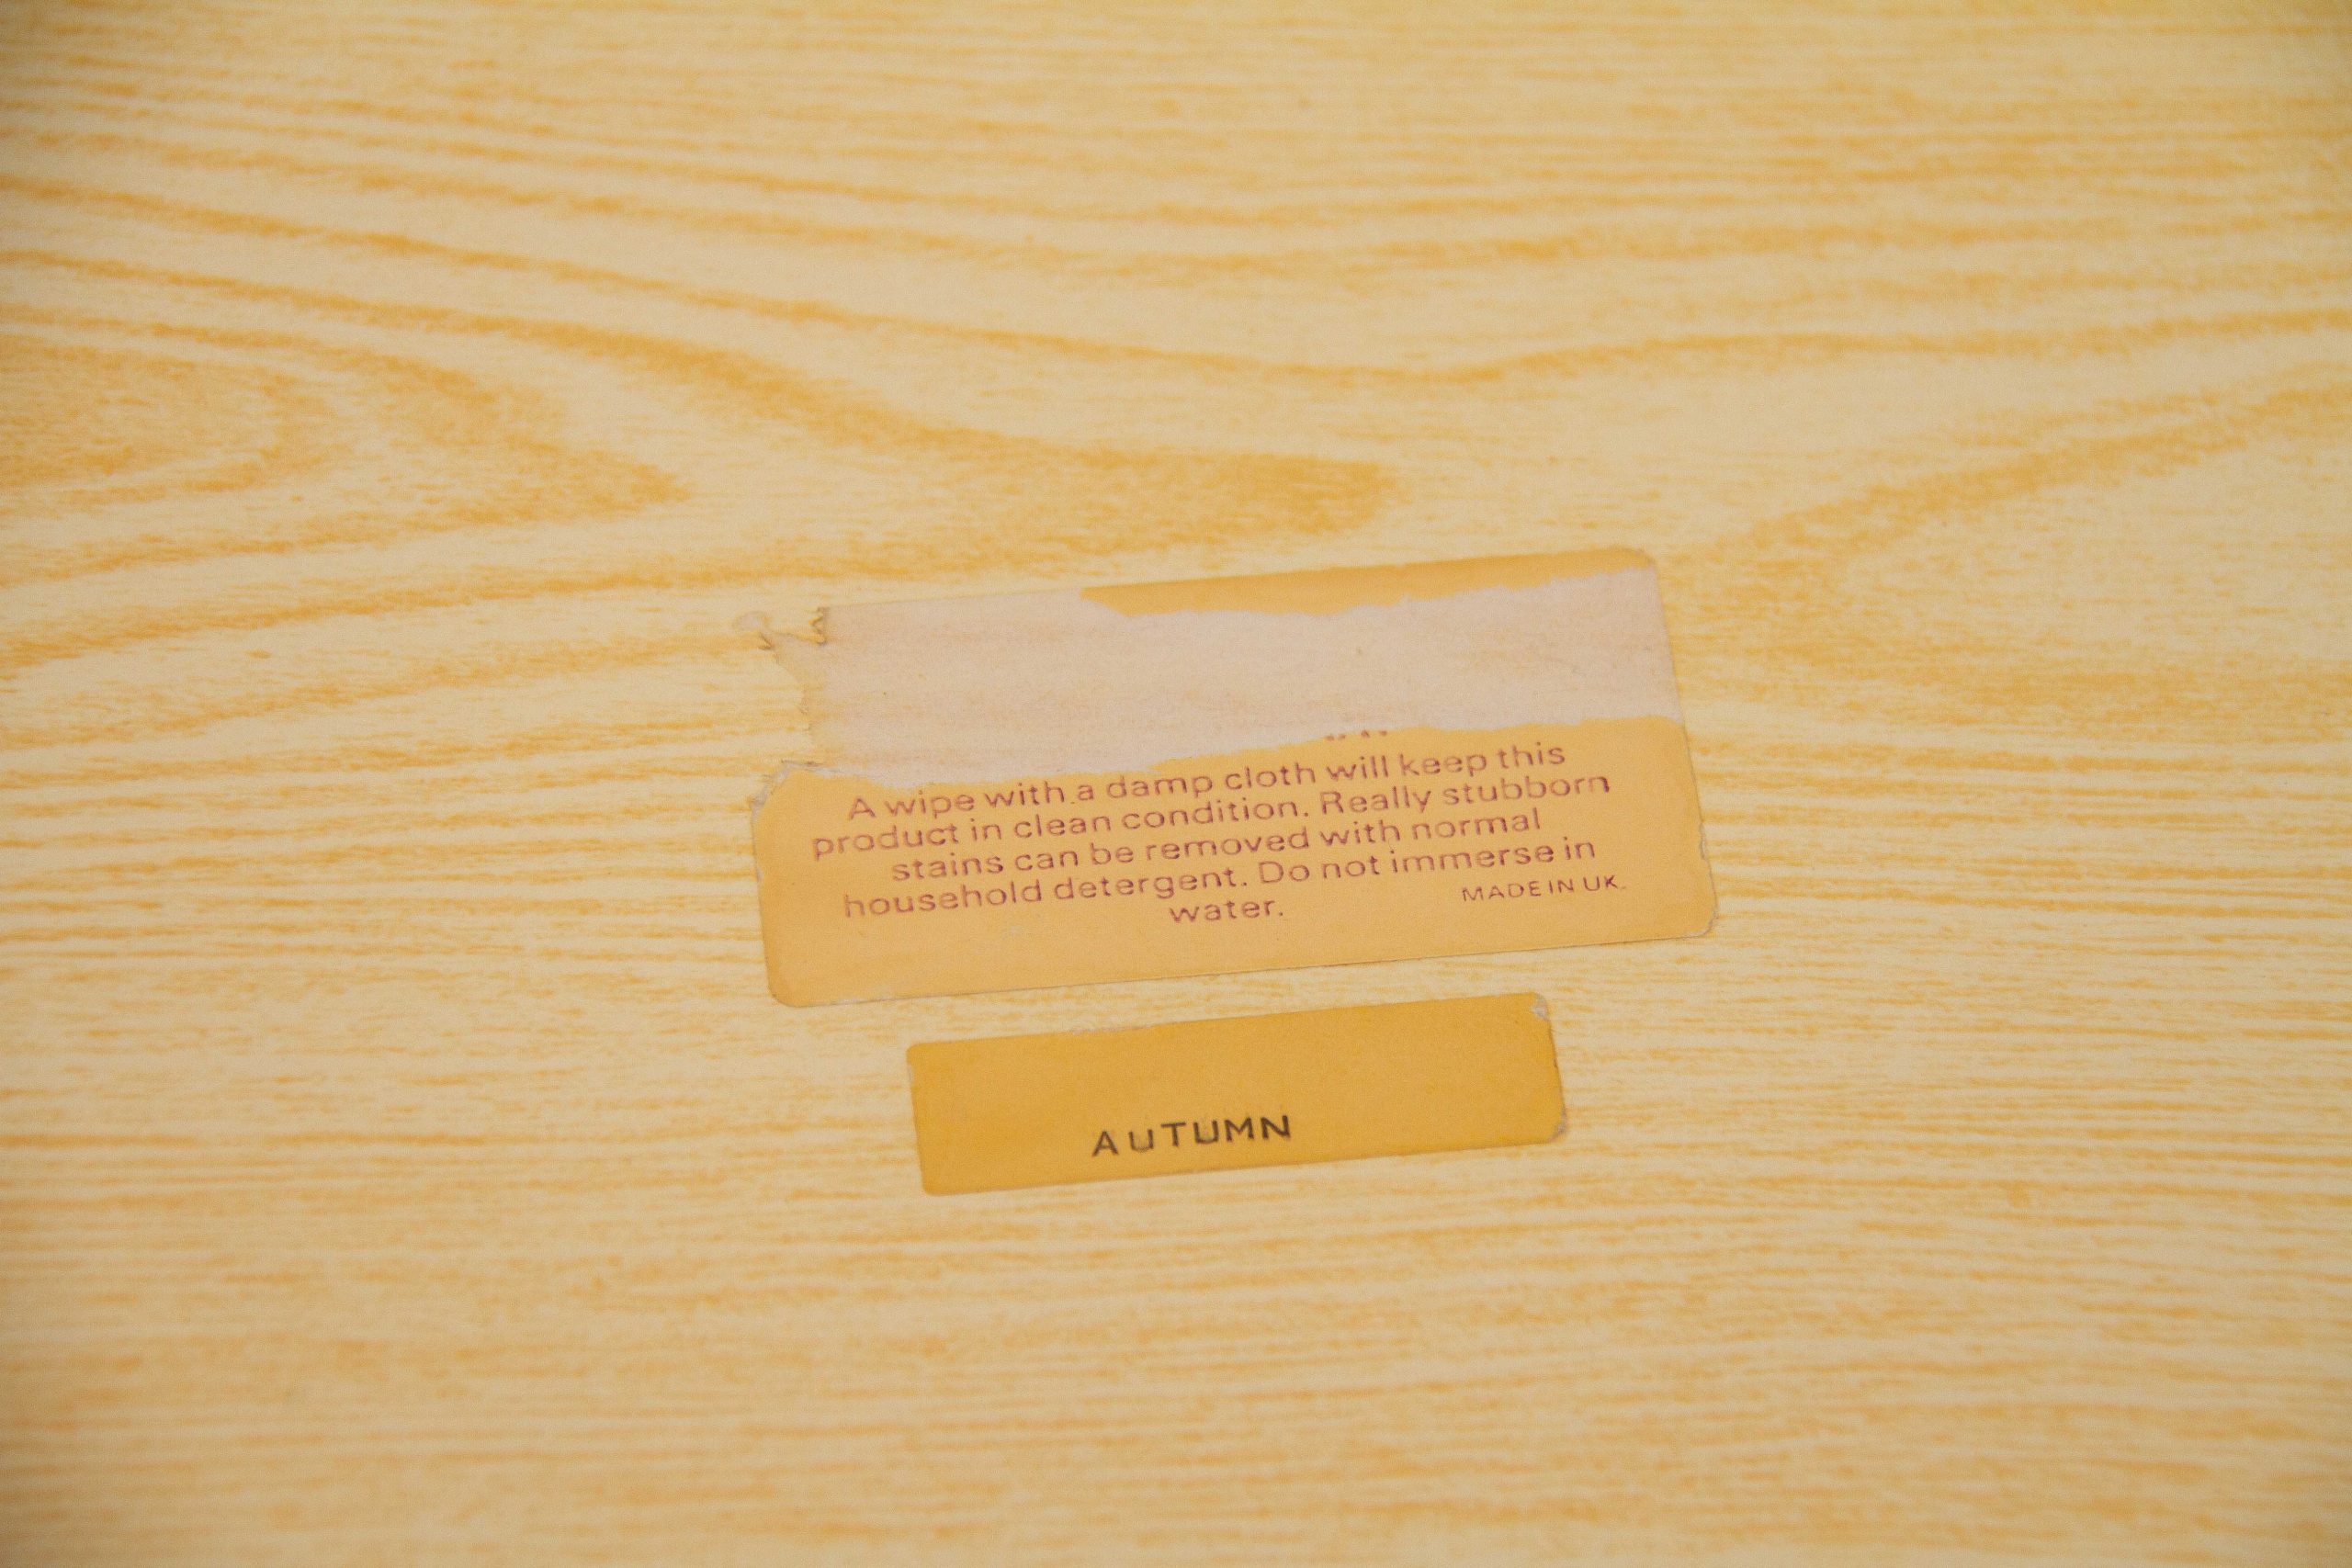 A wipe with a damp cloth will keep this
product in clean condition. Really stubborn
stains can be removed with normal
household detergent. Do not immerse in
water.
MADE IN UK.
AUTUMN